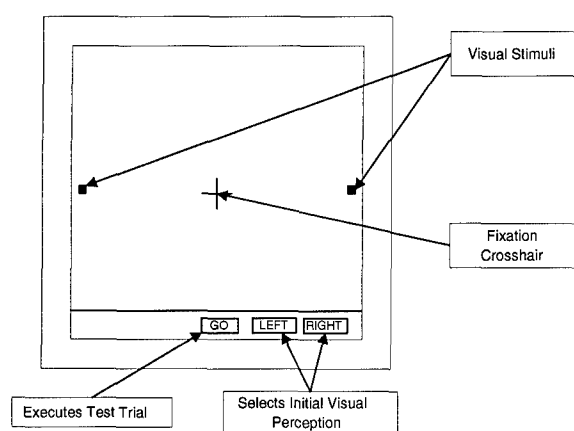 Visual Stimuli
Fixation
Crosshair
GO LEFT RIGHT
Executes Test Trial
Selects Initial Visual
Perception